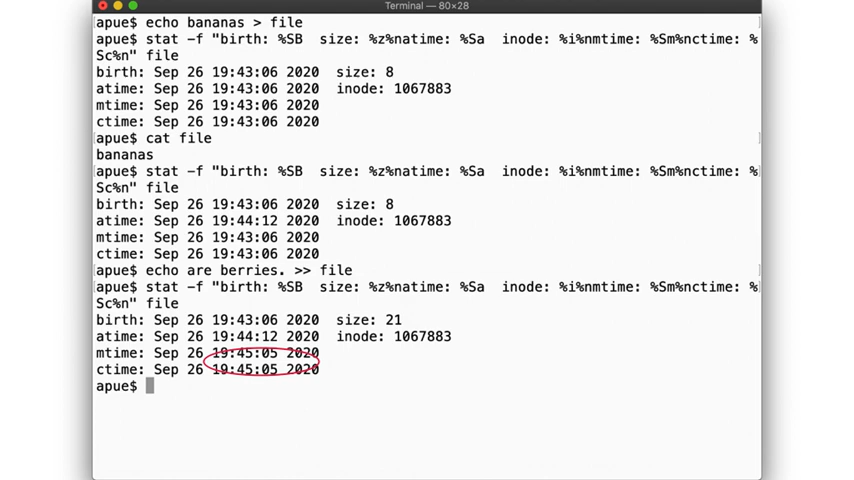 Terminal — 80×28
apue$ echo bananas > file
apue$ stat -f "birth: %SB  size: %z%natime: %Sa  inode: %i%nmtime: %Sm%nctime: %
Sc%n" file
birth: Sep 26 19:43:06 2020  size: 8
atime: Sep 26 19:43:06 2020  inode: 1067883
mtime: Sep 26 19:43:06 2020
ctime: Sep 26 19:43:06 2020
apue$ cat file
bananas
apue$ stat -f "birth: %SB  size: %z%natime: %Sa  inode: %i%nmtime: %Sm%nctime: %
Sc%n" file
birth: Sep 26 19:43:06 2020  size: 8
atime: Sep 26 19:44:12 2020  inode: 1067883
mtime: Sep 26 19:43:06 2020
ctime: Sep 26 19:43:06 2020
apue$ echo are berries. >> file
apue$ stat -f "birth: %SB  size: %z%natime: %Sa  inode: %i%nmtime: %Sm%nctime: %
Sc%n" file
birth: Sep 26 19:43:06 2020  size: 21
atime: Sep 26 19:44:12 2020  inode: 1067883
mtime: Sep 26 19:45:05 2020
ctime: Sep 26 19:45:05 2020
apue$